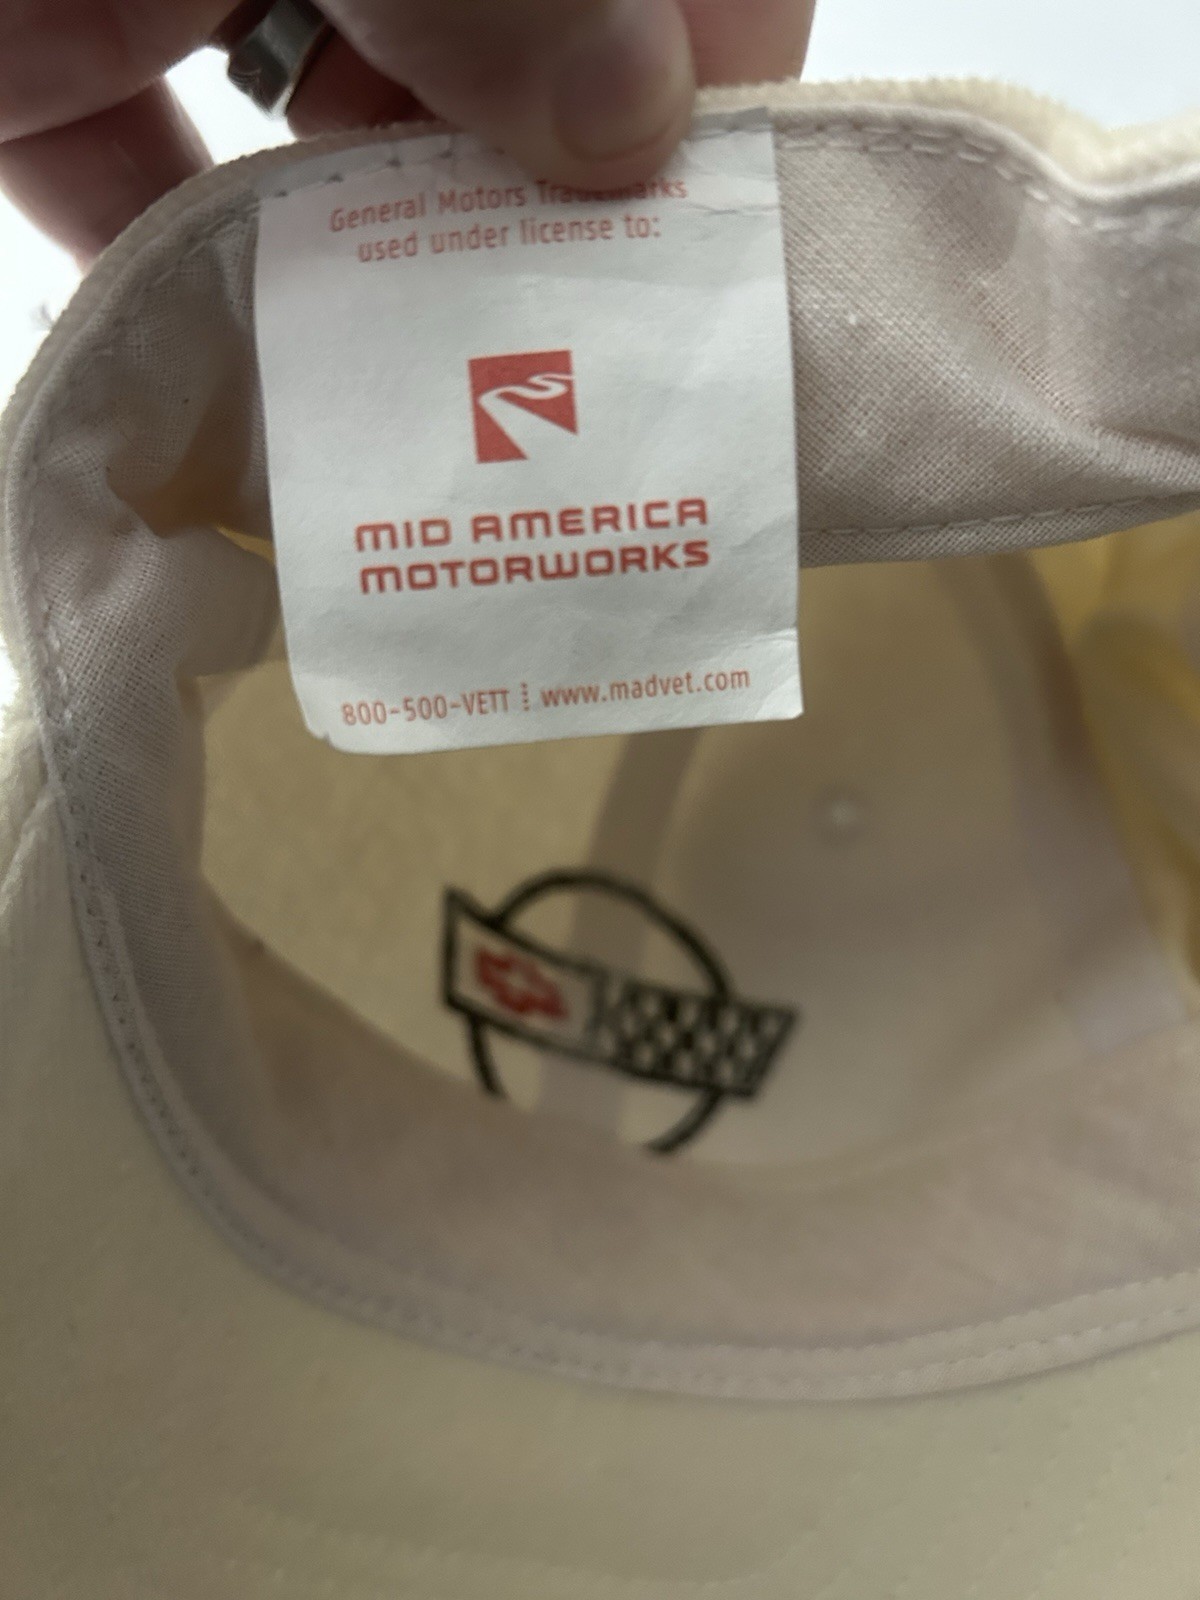 General Motors Trademarks
used under license to:
MID AMERICA
MOTORWORKS
800-500-VETT ⁞ www.madvet.com